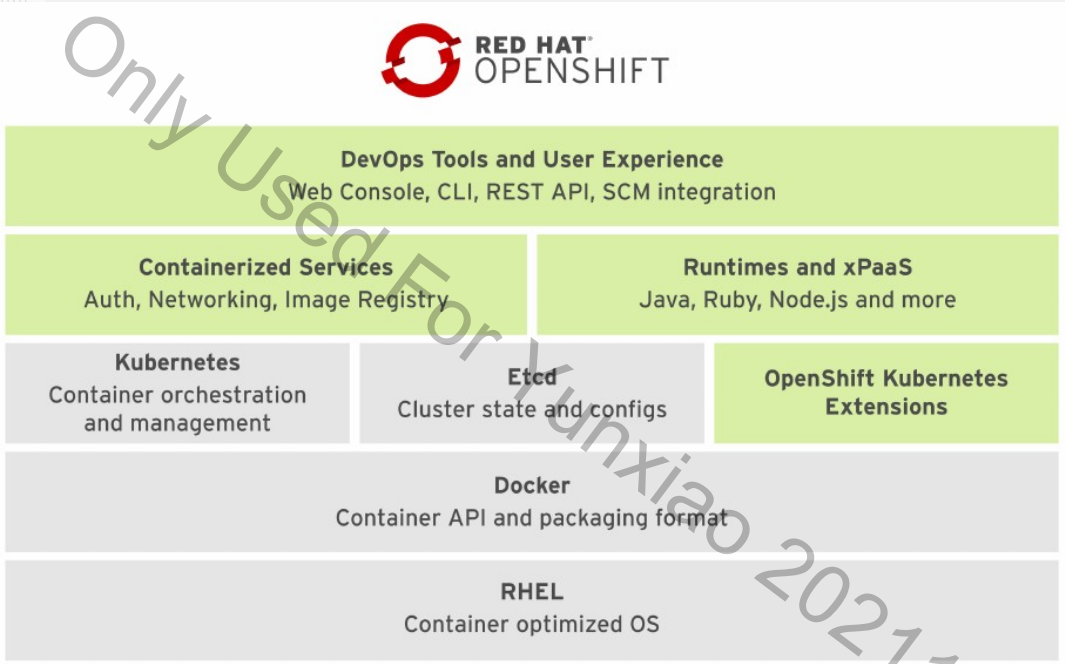 RED HAT®
OPENSHIFT
DevOps Tools and User Experience
Web Console, CLI, REST API, SCM integration
Containerized Services
Auth, Networking, Image Registry
Runtimes and xPaaS
Java, Ruby, Node.js and more
Kubernetes
Container orchestration
and management
Etcd
Cluster state and configs
OpenShift Kubernetes
Extensions
Docker
Container API and packaging format
RHEL
Container optimized OS
Only Used For Yunxiao 20211